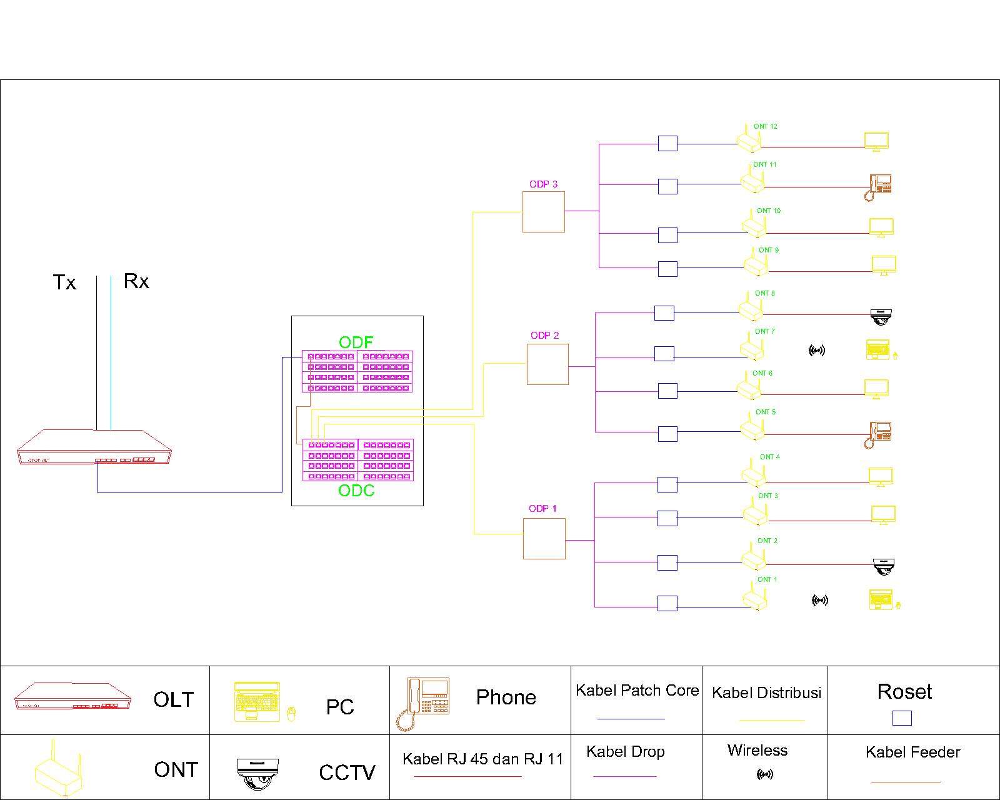 ONT 12
ONT 11
ODP 3
ONT 10
ONT 9
Tx
Rx
ONT 8
ODP 2
ONT 7
ODF
ONT 6
ONT 5
ONT 4
ODC
ONT 3
ODP 1
ONT 2
ONT 1
OLT
PC
Phone
Kabel Patch Core
Kabel Distribusi
Roset
ONT
CCTV
Kabel RJ 45 dan RJ 11
Kabel Drop
Wireless
Kabel Feeder